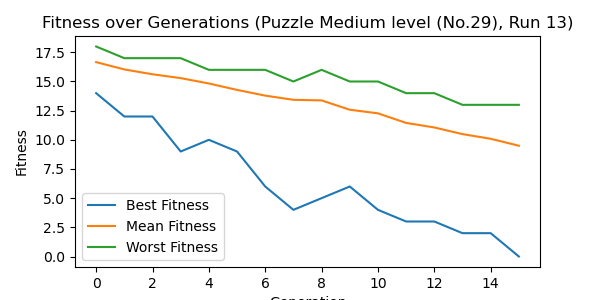 Fitness over Generations (Puzzle Medium level (No.29), Run 13)
Fitness
17.5
15.0
12.5
10.0
7.5
5.0
2.5
0.0
Best Fitness
Mean Fitness
Worst Fitness
0 2 4 6 8 10 12 14
Generation